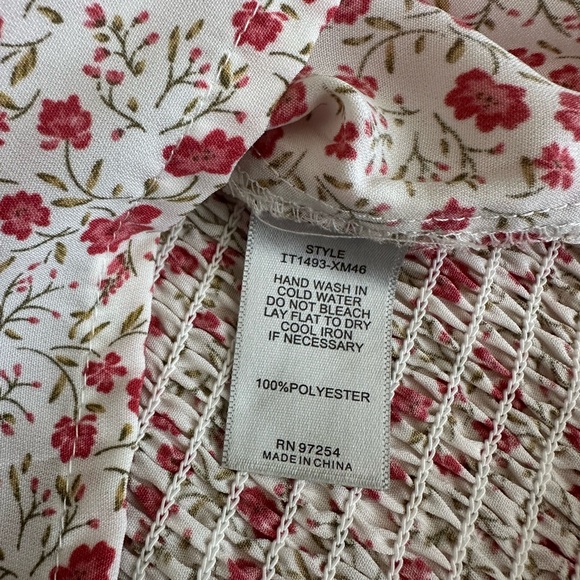 STYLE
IT1493-XM46
HAND WASH IN
COLD WATER
DO NOT BLEACH
LAY FLAT TO DRY
COOL IRON
IF NECESSARY
100%POLYESTER
RN 97254
MADE IN CHINA